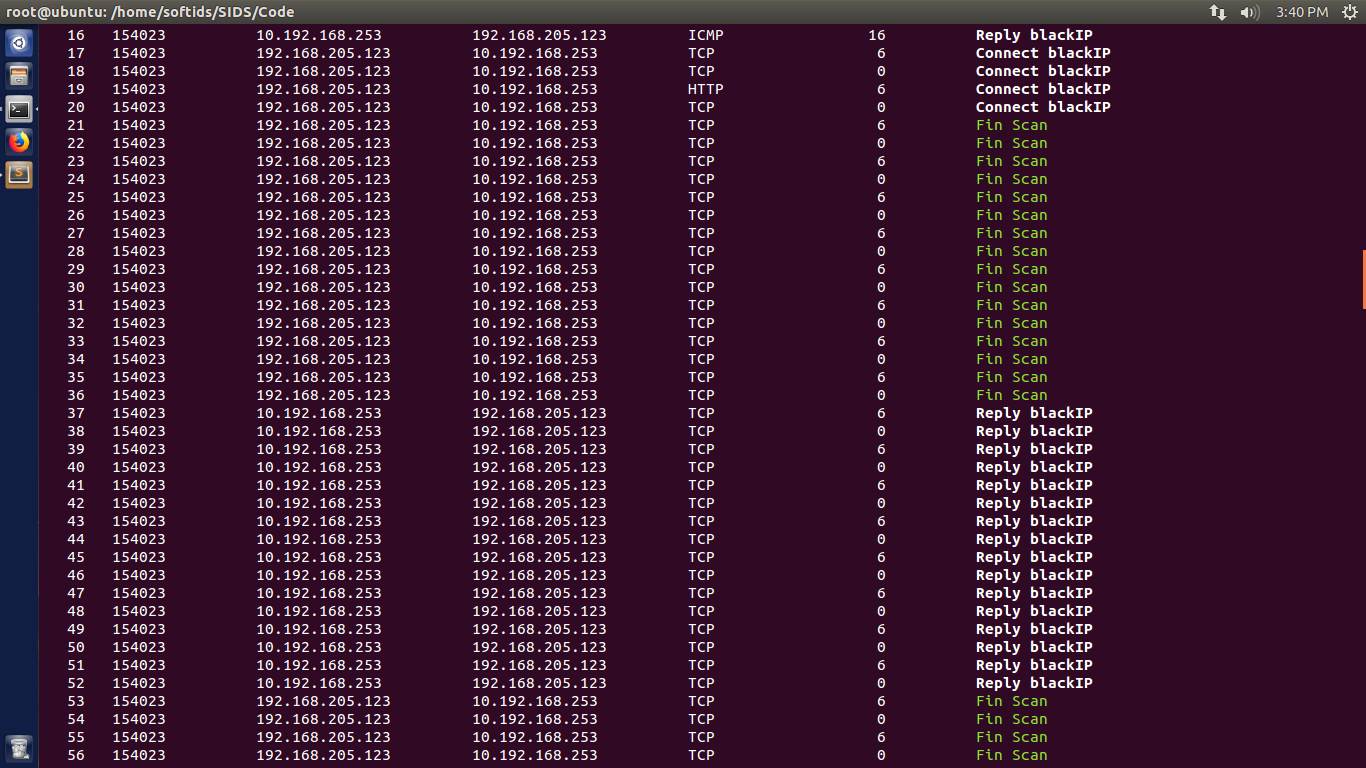 root@ubuntu: /home/softids/SIDS/Code 3:40 PM
16 154023 10.192.168.253 192.168.205.123 ICMP 16 Reply blackIP
17 154023 192.168.205.123 10.192.168.253 TCP 6 Connect blackIP
18 154023 192.168.205.123 10.192.168.253 TCP 0 Connect blackIP
19 154023 192.168.205.123 10.192.168.253 HTTP 6 Connect blackIP
20 154023 192.168.205.123 10.192.168.253 TCP 0 Connect blackIP
21 154023 192.168.205.123 10.192.168.253 TCP 6 Fin Scan
22 154023 192.168.205.123 10.192.168.253 TCP 0 Fin Scan
23 154023 192.168.205.123 10.192.168.253 TCP 6 Fin Scan
24 154023 192.168.205.123 10.192.168.253 TCP 0 Fin Scan
25 154023 192.168.205.123 10.192.168.253 TCP 6 Fin Scan
26 154023 192.168.205.123 10.192.168.253 TCP 0 Fin Scan
27 154023 192.168.205.123 10.192.168.253 TCP 6 Fin Scan
28 154023 192.168.205.123 10.192.168.253 TCP 0 Fin Scan
29 154023 192.168.205.123 10.192.168.253 TCP 6 Fin Scan
30 154023 192.168.205.123 10.192.168.253 TCP 0 Fin Scan
31 154023 192.168.205.123 10.192.168.253 TCP 6 Fin Scan
32 154023 192.168.205.123 10.192.168.253 TCP 0 Fin Scan
33 154023 192.168.205.123 10.192.168.253 TCP 6 Fin Scan
34 154023 192.168.205.123 10.192.168.253 TCP 0 Fin Scan
35 154023 192.168.205.123 10.192.168.253 TCP 6 Fin Scan
36 154023 192.168.205.123 10.192.168.253 TCP 0 Fin Scan
37 154023 10.192.168.253 192.168.205.123 TCP 6 Reply blackIP
38 154023 10.192.168.253 192.168.205.123 TCP 0 Reply blackIP
39 154023 10.192.168.253 192.168.205.123 TCP 6 Reply blackIP
40 154023 10.192.168.253 192.168.205.123 TCP 0 Reply blackIP
41 154023 10.192.168.253 192.168.205.123 TCP 6 Reply blackIP
42 154023 10.192.168.253 192.168.205.123 TCP 0 Reply blackIP
43 154023 10.192.168.253 192.168.205.123 TCP 6 Reply blackIP
44 154023 10.192.168.253 192.168.205.123 TCP 0 Reply blackIP
45 154023 10.192.168.253 192.168.205.123 TCP 6 Reply blackIP
46 154023 10.192.168.253 192.168.205.123 TCP 0 Reply blackIP
47 154023 10.192.168.253 192.168.205.123 TCP 6 Reply blackIP
48 154023 10.192.168.253 192.168.205.123 TCP 0 Reply blackIP
49 154023 10.192.168.253 192.168.205.123 TCP 6 Reply blackIP
50 154023 10.192.168.253 192.168.205.123 TCP 0 Reply blackIP
51 154023 10.192.168.253 192.168.205.123 TCP 6 Reply blackIP
52 154023 10.192.168.253 192.168.205.123 TCP 0 Reply blackIP
53 154023 192.168.205.123 10.192.168.253 TCP 6 Fin Scan
54 154023 192.168.205.123 10.192.168.253 TCP 0 Fin Scan
55 154023 192.168.205.123 10.192.168.253 TCP 6 Fin Scan
56 154023 192.168.205.123 10.192.168.253 TCP 0 Fin Scan